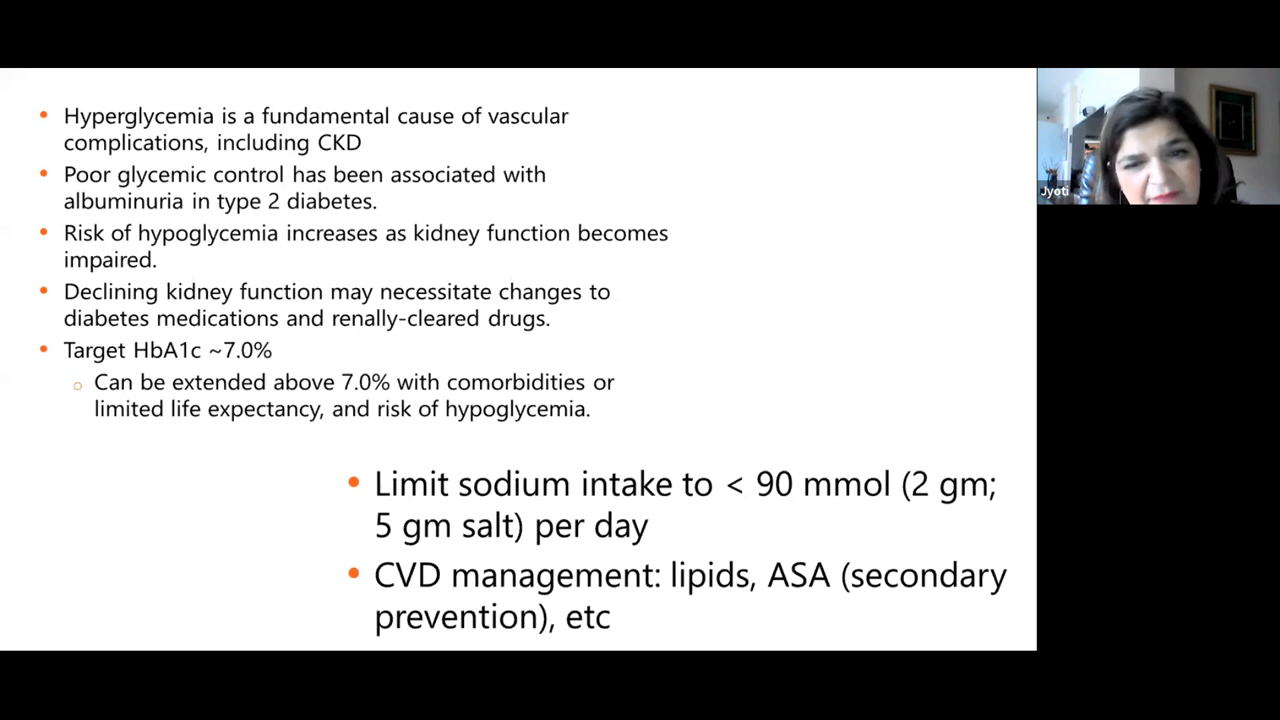 • Hyperglycemia is a fundamental cause of vascular
complications, including CKD
• Poor glycemic control has been associated with
albuminuria in type 2 diabetes.
• Risk of hypoglycemia increases as kidney function becomes
impaired.
• Declining kidney function may necessitate changes to
diabetes medications and renally-cleared drugs.
• Target HbA1c ~7.0%
○ Can be extended above 7.0% with comorbidities or
limited life expectancy, and risk of hypoglycemia.
• Limit sodium intake to < 90 mmol (2 gm;
5 gm salt) per day
• CVD management: lipids, ASA (secondary
prevention), etc
Jyoti